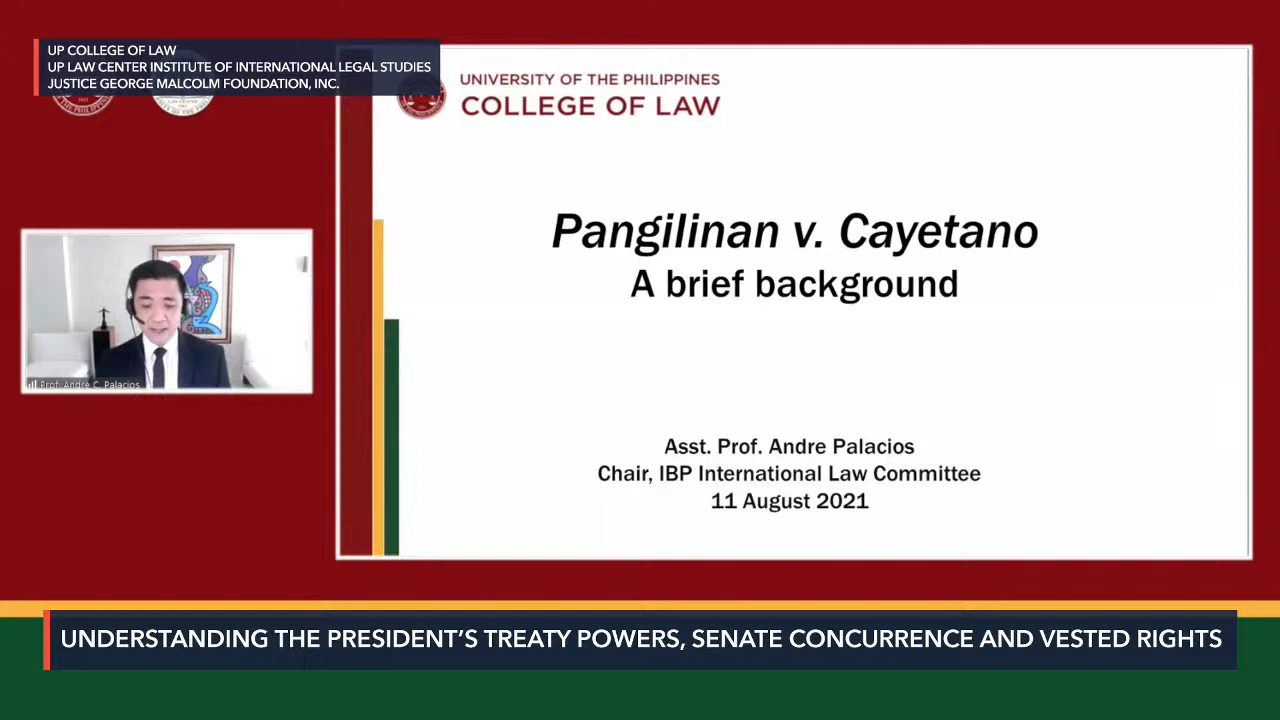 UP COLLEGE OF LAW
UP LAW CENTER INSTITUTE OF INTERNATIONAL LEGAL STUDIES
JUSTICE GEORGE MALCOLM FOUNDATION, INC.
UNIVERSITY OF THE PHILIPPINES
COLLEGE OF LAW
Pangilinan v. Cayetano
A brief background
Prof. Andre C. Palacios
Asst. Prof. Andre Palacios
Chair, IBP International Law Committee
11 August 2021
UNDERSTANDING THE PRESIDENT'S TREATY POWERS, SENATE CONCURRENCE AND VESTED RIGHTS